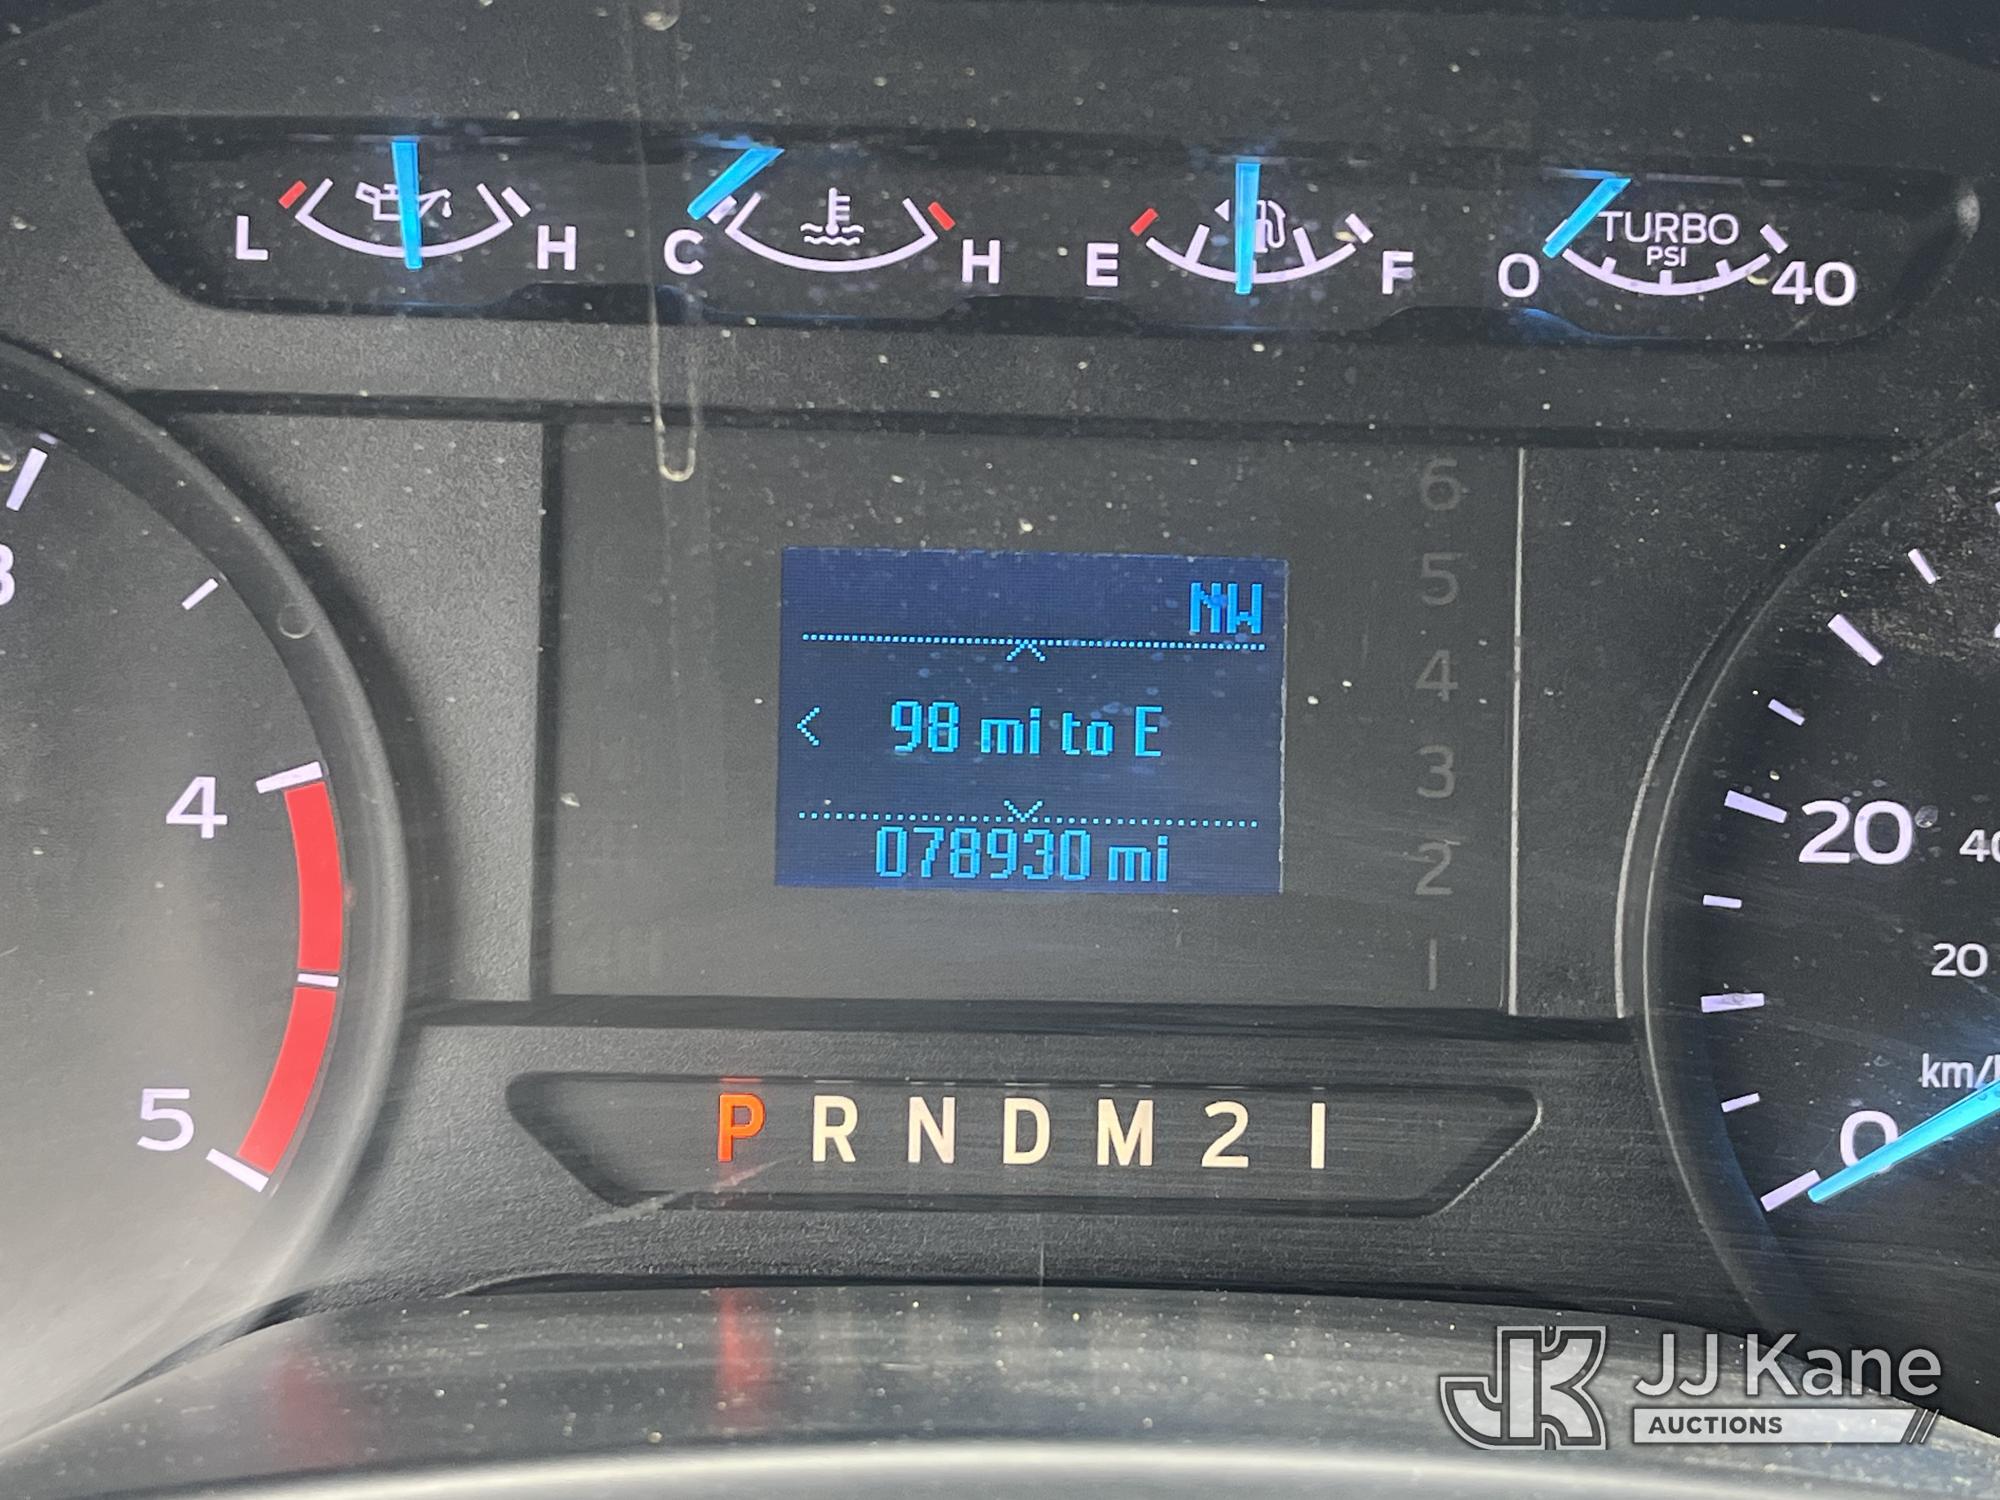 L H C H E F 0 TURBO PSI 40
6
5
4
3
2
1
NW
98 mi to E
078930 mi
4
5
20
40
20
km/
0
P R N D M 2 1
JJ Kane
AUCTIONS